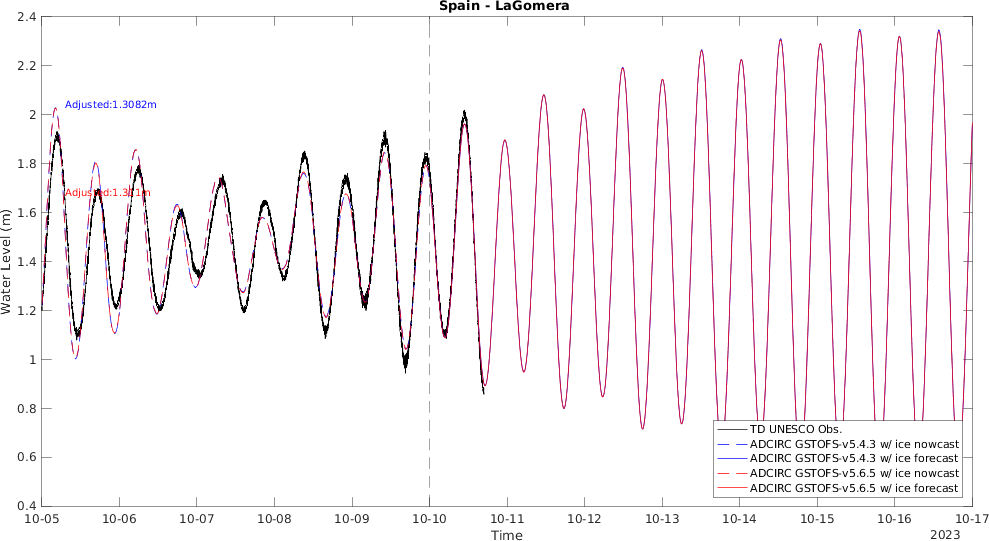 Spain - LaGomera
2.4
2.2
2
1.8
1.6
1.4
1.2
1
0.8
0.6
0.4
Water Level (m)
Adjusted:1.3082m
TD UNESCO Obs.
ADCIRC GSTOFS-v5.4.3 w/ ice nowcast
ADCIRC GSTOFS-v5.4.3 w/ ice forecast
ADCIRC GSTOFS-v5.6.5 w/ ice nowcast
ADCIRC GSTOFS-v5.6.5 w/ ice forecast
10-05 10-06 10-07 10-08 10-09 10-10 10-11 10-12 10-13 10-14 10-15 10-16 10-17
Time
2023